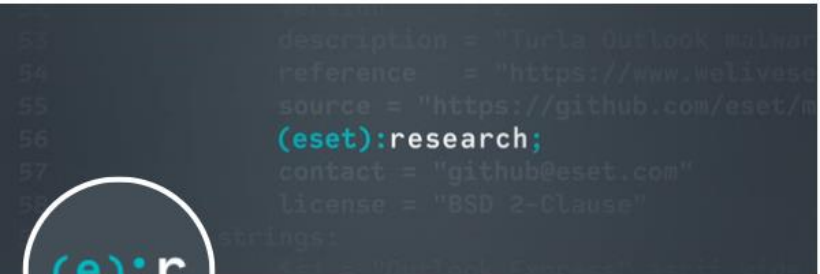 53 description = "Turla Outlook malwar
54 reference = "https://www.welivese
55 source = "https://github.com/eset/m
56 (eset):research;
57 contact = "github@eset.com"
58 license = "BSD 2-Clause"
strings:
(e):r